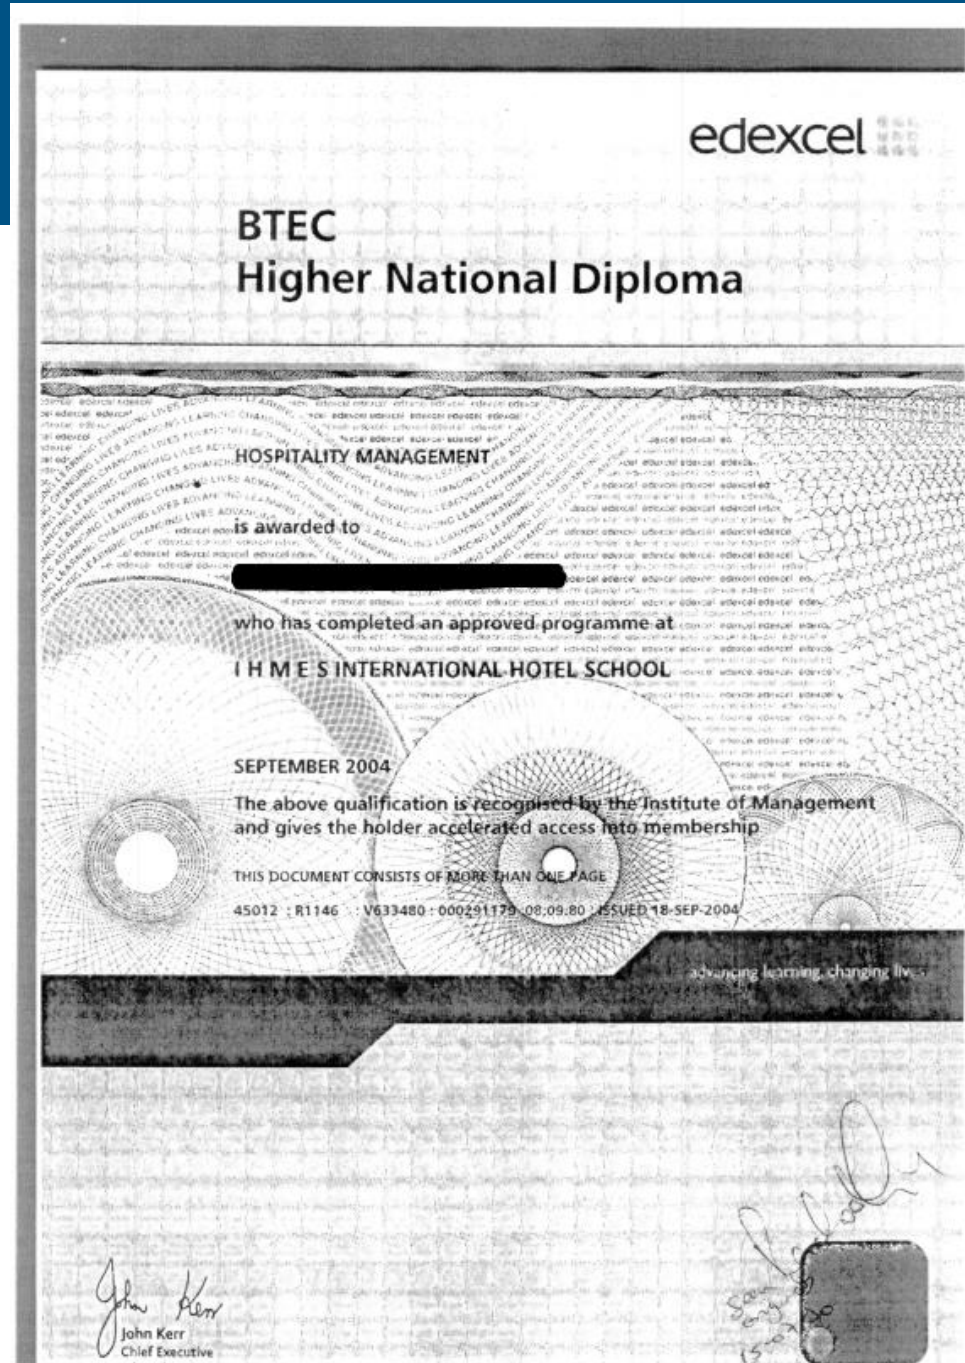 edexcel
BTEC
Higher National Diploma
HOSPITALITY MANAGEMENT
is awarded to
who has completed an approved programme at
I H M E S INTERNATIONAL HOTEL SCHOOL
SEPTEMBER 2004
The above qualification is recognised by the Institute of Management
and gives the holder accelerated access into membership
THIS DOCUMENT CONSISTS OF MORE THAN ONE PAGE
45012 : R1146 : V633480 : 000291179 :08:09.80 : ISSUED 18-SEP-2004
advancing learning, changing
John Kerr
John Kerr
Chief Executive